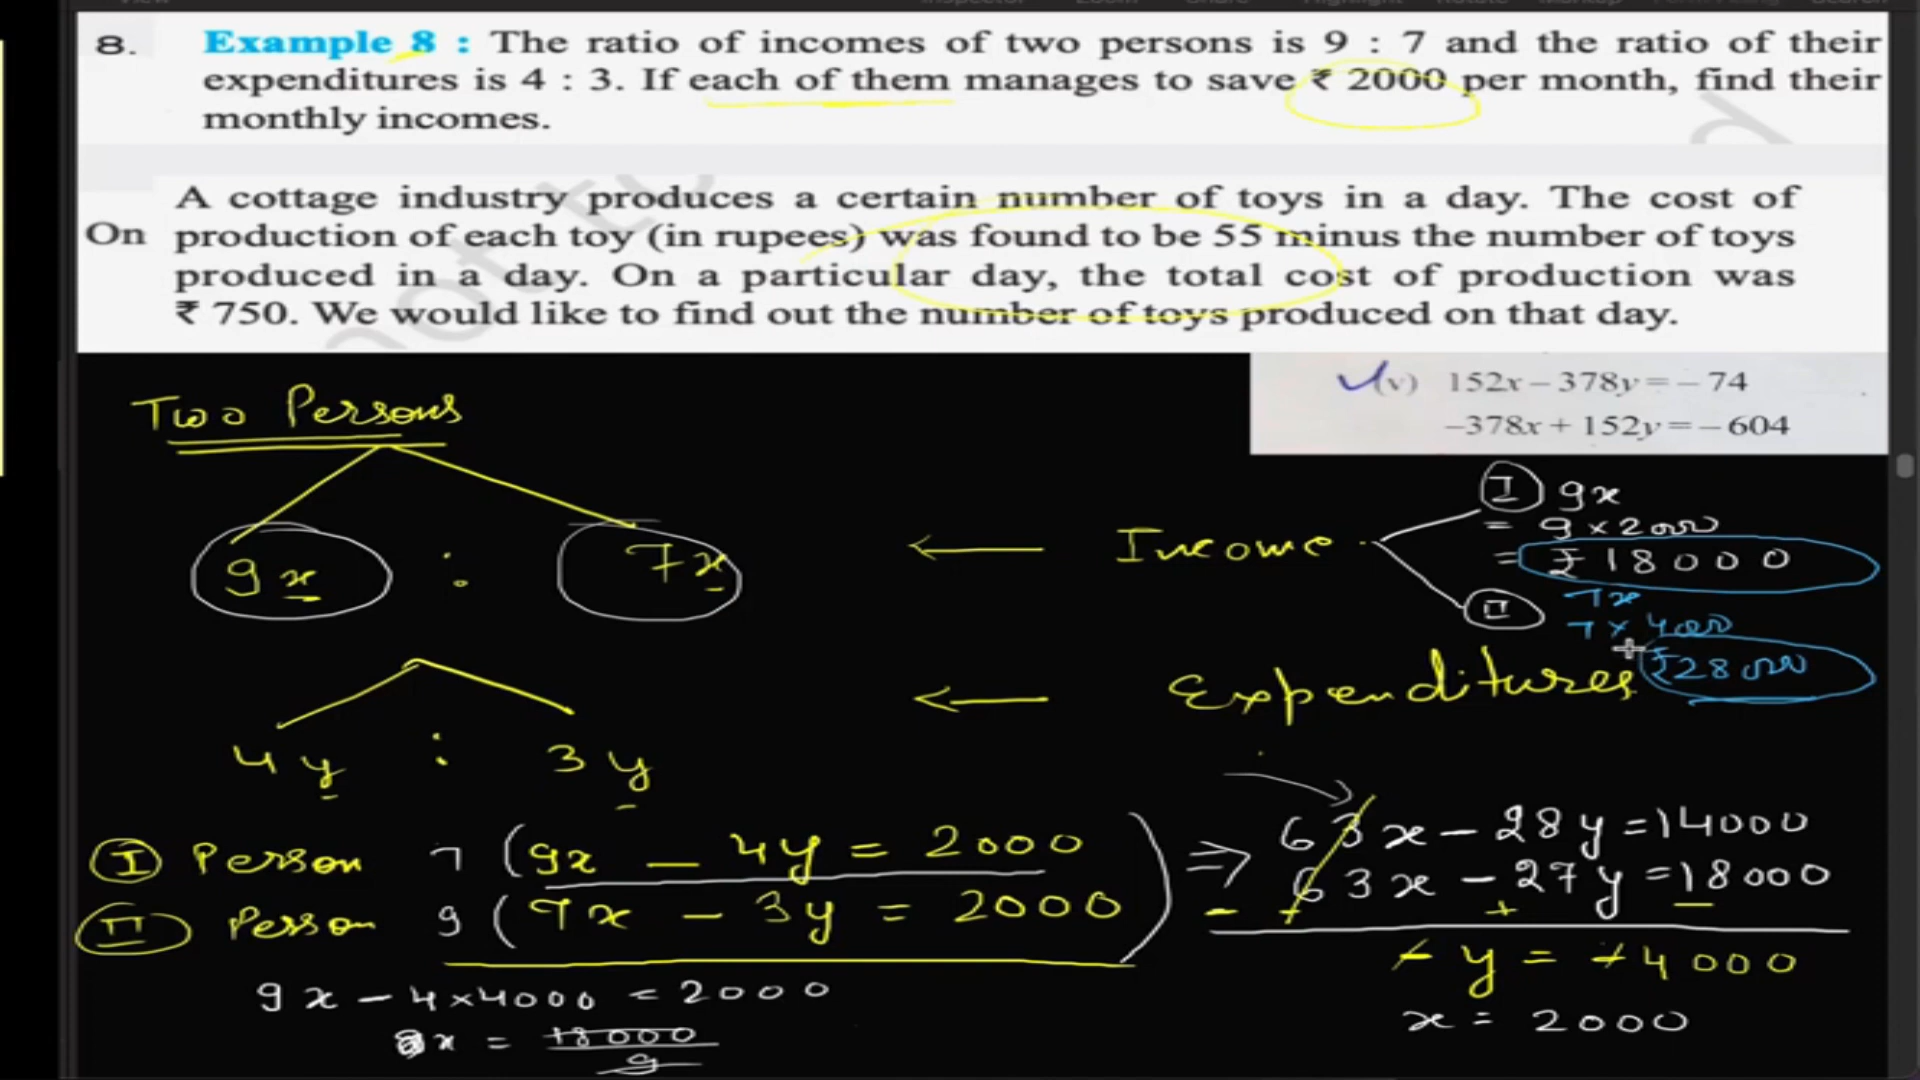 8. Example 8 : The ratio of incomes of two persons is 9 : 7 and the ratio of their
expenditures is 4 : 3. If each of them manages to save ₹ 2000 per month, find their
monthly incomes.
A cottage industry produces a certain number of toys in a day. The cost of
On production of each toy (in rupees) was found to be 55 minus the number of toys
produced in a day. On a particular day, the total cost of production was
₹ 750. We would like to find out the number of toys produced on that day.
(v) 152x – 378y = – 74
–378x + 152y = – 604
Two Persons
9x : 7x ← Income
I 9x
= 9 × 2000
= ₹ 18000
II 7x
7 × 4000
₹28000
4y : 3y ← Expenditures
I Person 7 (9x – 4y = 2000
II Person 9 (7x – 3y = 2000
⇒ 63x – 28y = 14000
63x – 27y = 18000
- + -
- y = - 4000
x = 2000
9x – 4×4000 = 2000
x = 18000
9